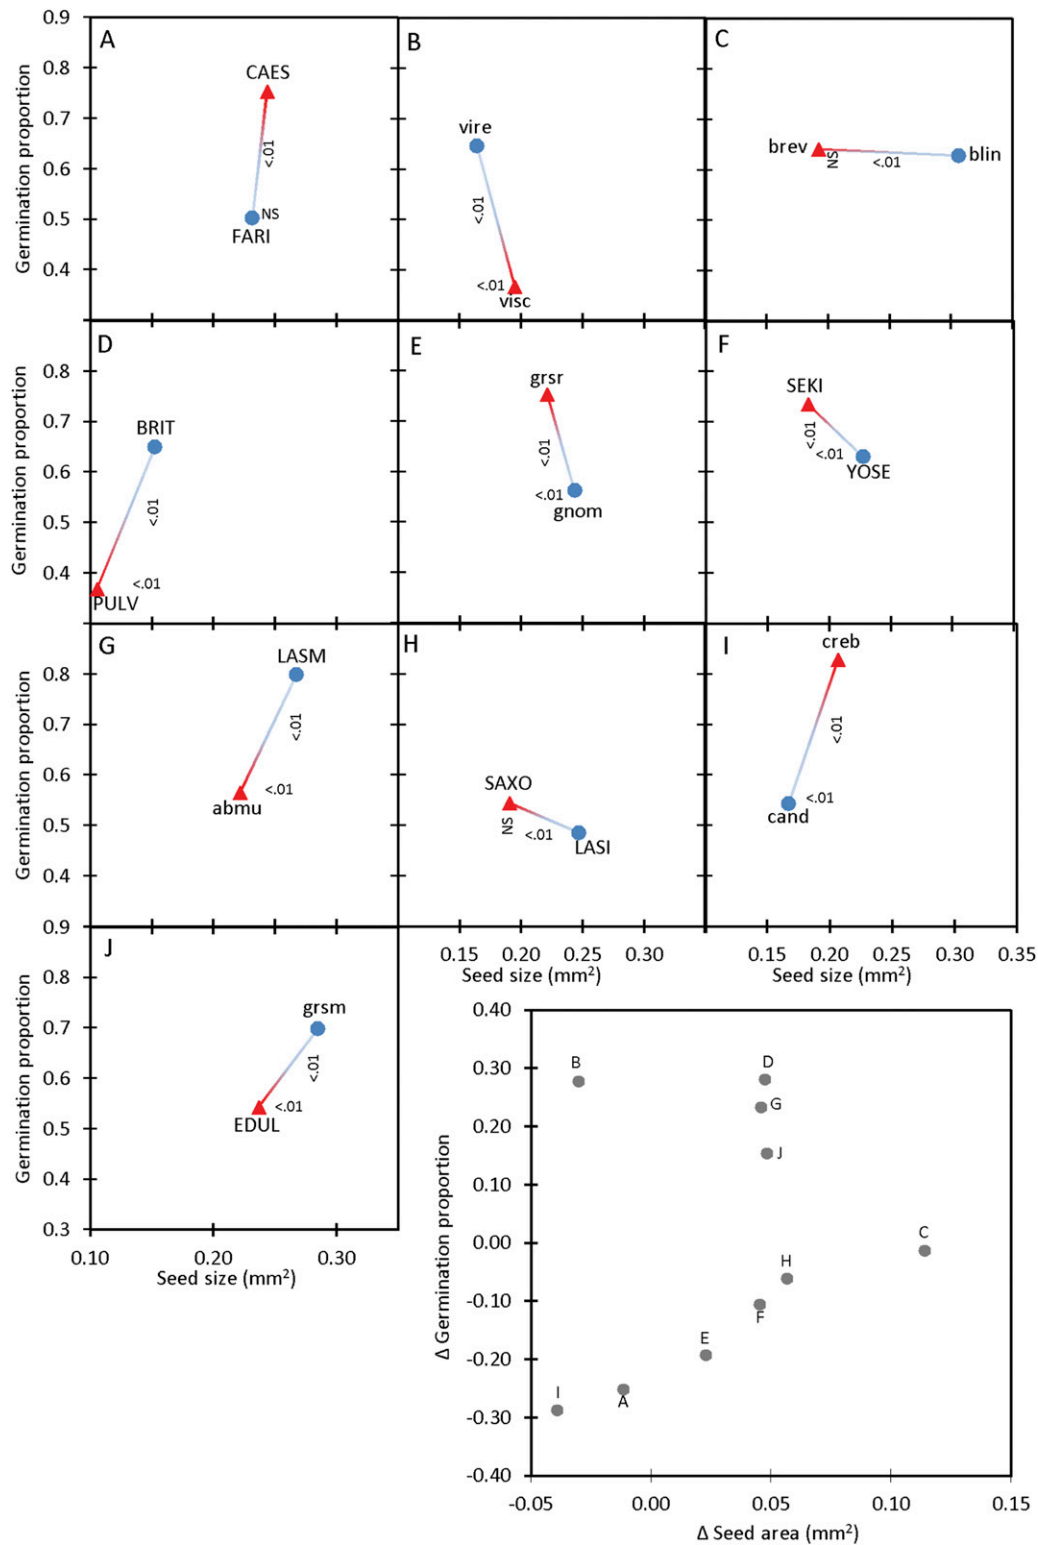 0.9
0.8
0.7
0.6
0.5
0.4
Germination proportion
A
CAES
<.01
NS
FARI
B
vire
<.01
<.01
visc
C
brev
NS
<.01
blin
0.8
0.7
0.6
0.5
0.4
Germination proportion
D
BRIT
<.01
<.01
PULV
E
grsr
<.01
<.01
gnom
F
SEKI
<.01
<.01
YOSE
0.8
0.7
0.6
0.5
0.4
0.9
Germination proportion
G
LASM
<.01
<.01
abmu
H
SAXO
NS
<.01
LASI
I
creb
<.01
<.01
cand
0.15 0.20 0.25 0.30
Seed size (mm²)
0.15 0.20 0.25 0.30 0.35
Seed size (mm²)
0.8
0.7
0.6
0.5
0.4
0.3
Germination proportion
J
grsm
<.01
<.01
EDUL
0.10 0.20 0.30
Seed size (mm²)
0.40
0.30
0.20
0.10
0.00
-0.10
-0.20
-0.30
-0.40
Δ Germination proportion
B
D
G
J
C
H
F
E
I
A
-0.05 0.00 0.05 0.10 0.15
Δ Seed area (mm²)